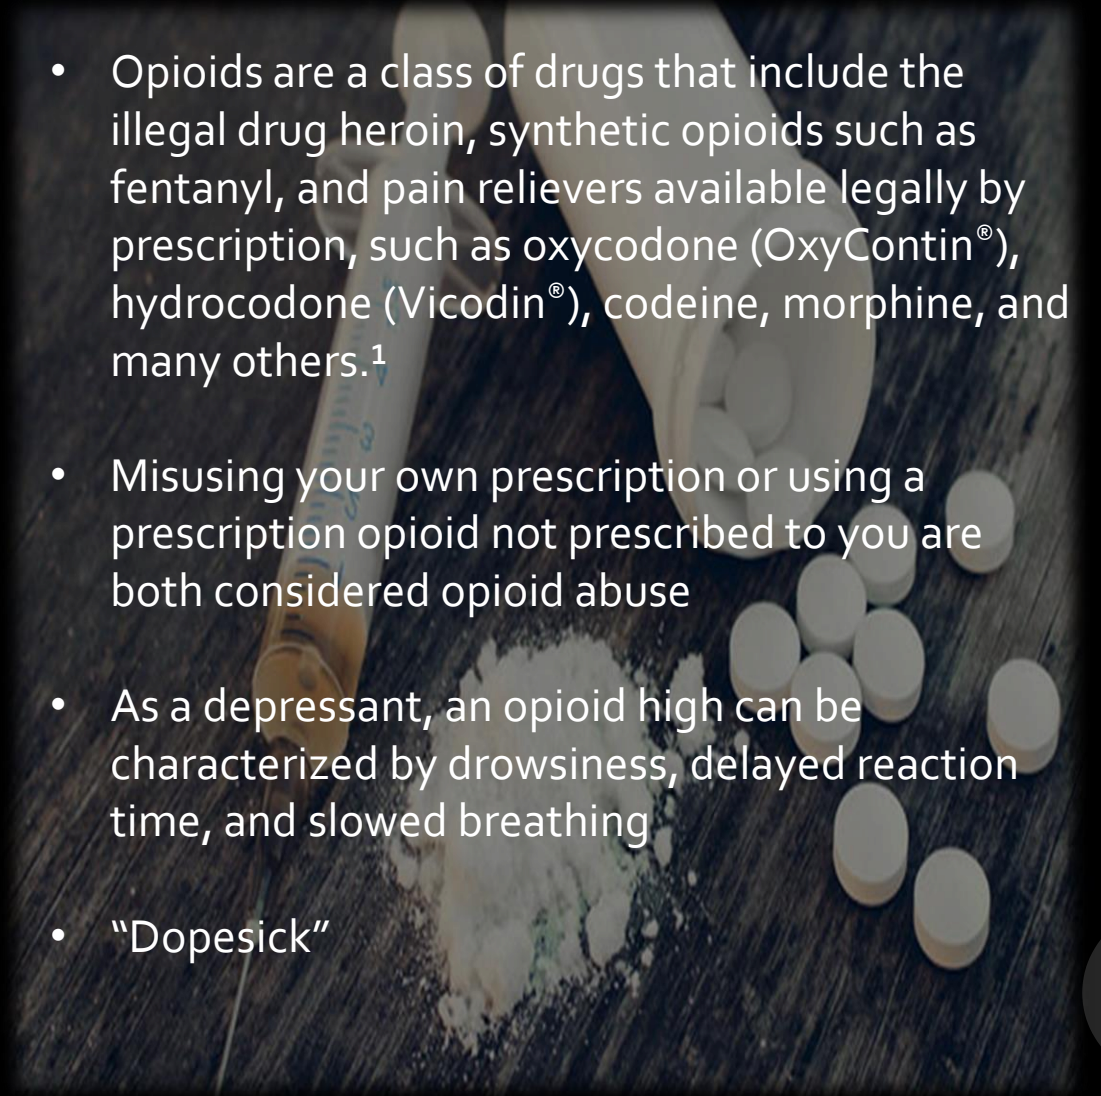 • Opioids are a class of drugs that include the
illegal drug heroin, synthetic opioids such as
fentanyl, and pain relievers available legally by
prescription, such as oxycodone (OxyContin®),
hydrocodone (Vicodin®), codeine, morphine, and
many others.¹
• Misusing your own prescription or using a
prescription opioid not prescribed to you are
both considered opioid abuse
• As a depressant, an opioid high can be
characterized by drowsiness, delayed reaction
time, and slowed breathing
• “Dopesick”